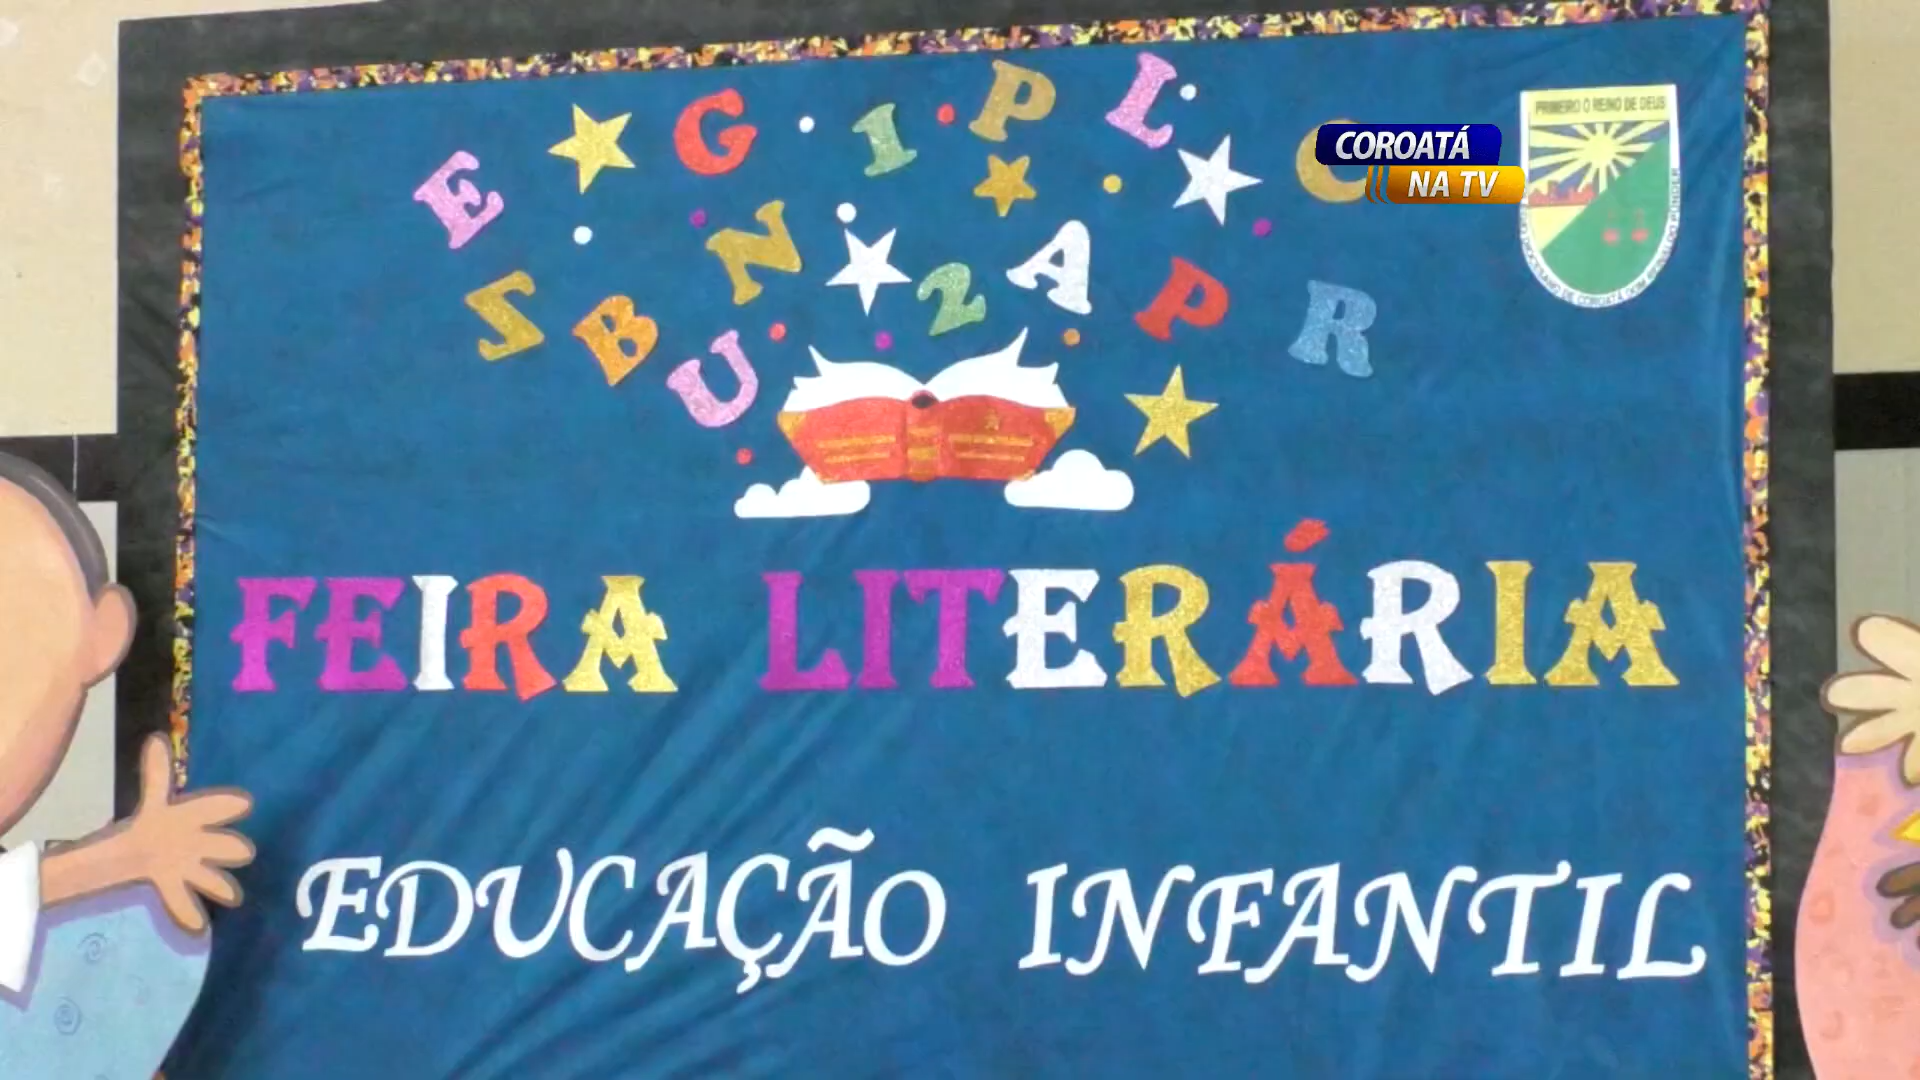 COROATÁ
NA TV
PRIMEIRO O REINO DE DEUS
E G 1 P L C
S B N U 2 A P R
FEIRA LITERÁRIA
EDUCAÇÃO INFANTIL